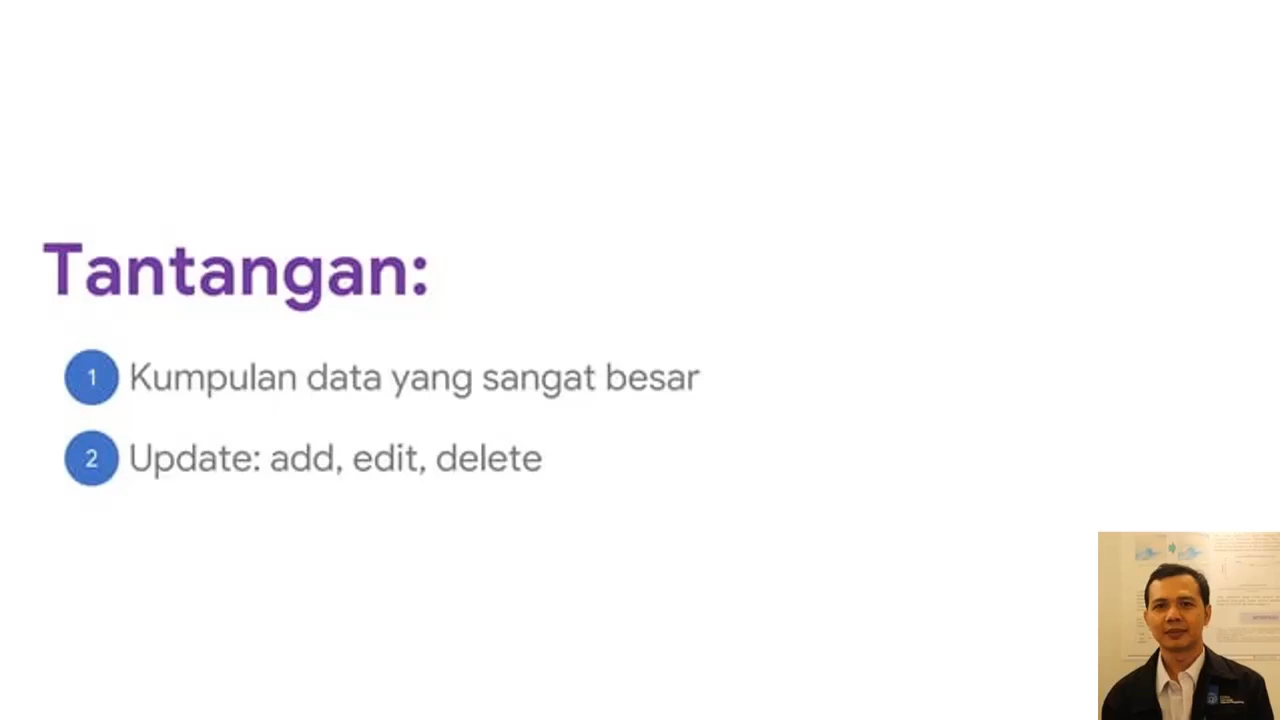 Tantangan:
1 Kumpulan data yang sangat besar
2 Update: add, edit, delete